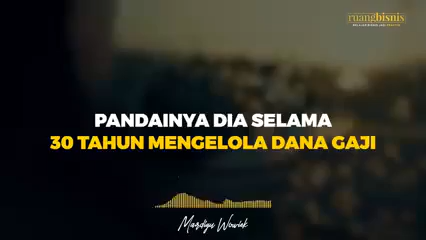 ruangbisnis
PANDAINYA DIA SELAMA
30 TAHUN MENGELOLA DANA GAJI
Mardigu Wowiek